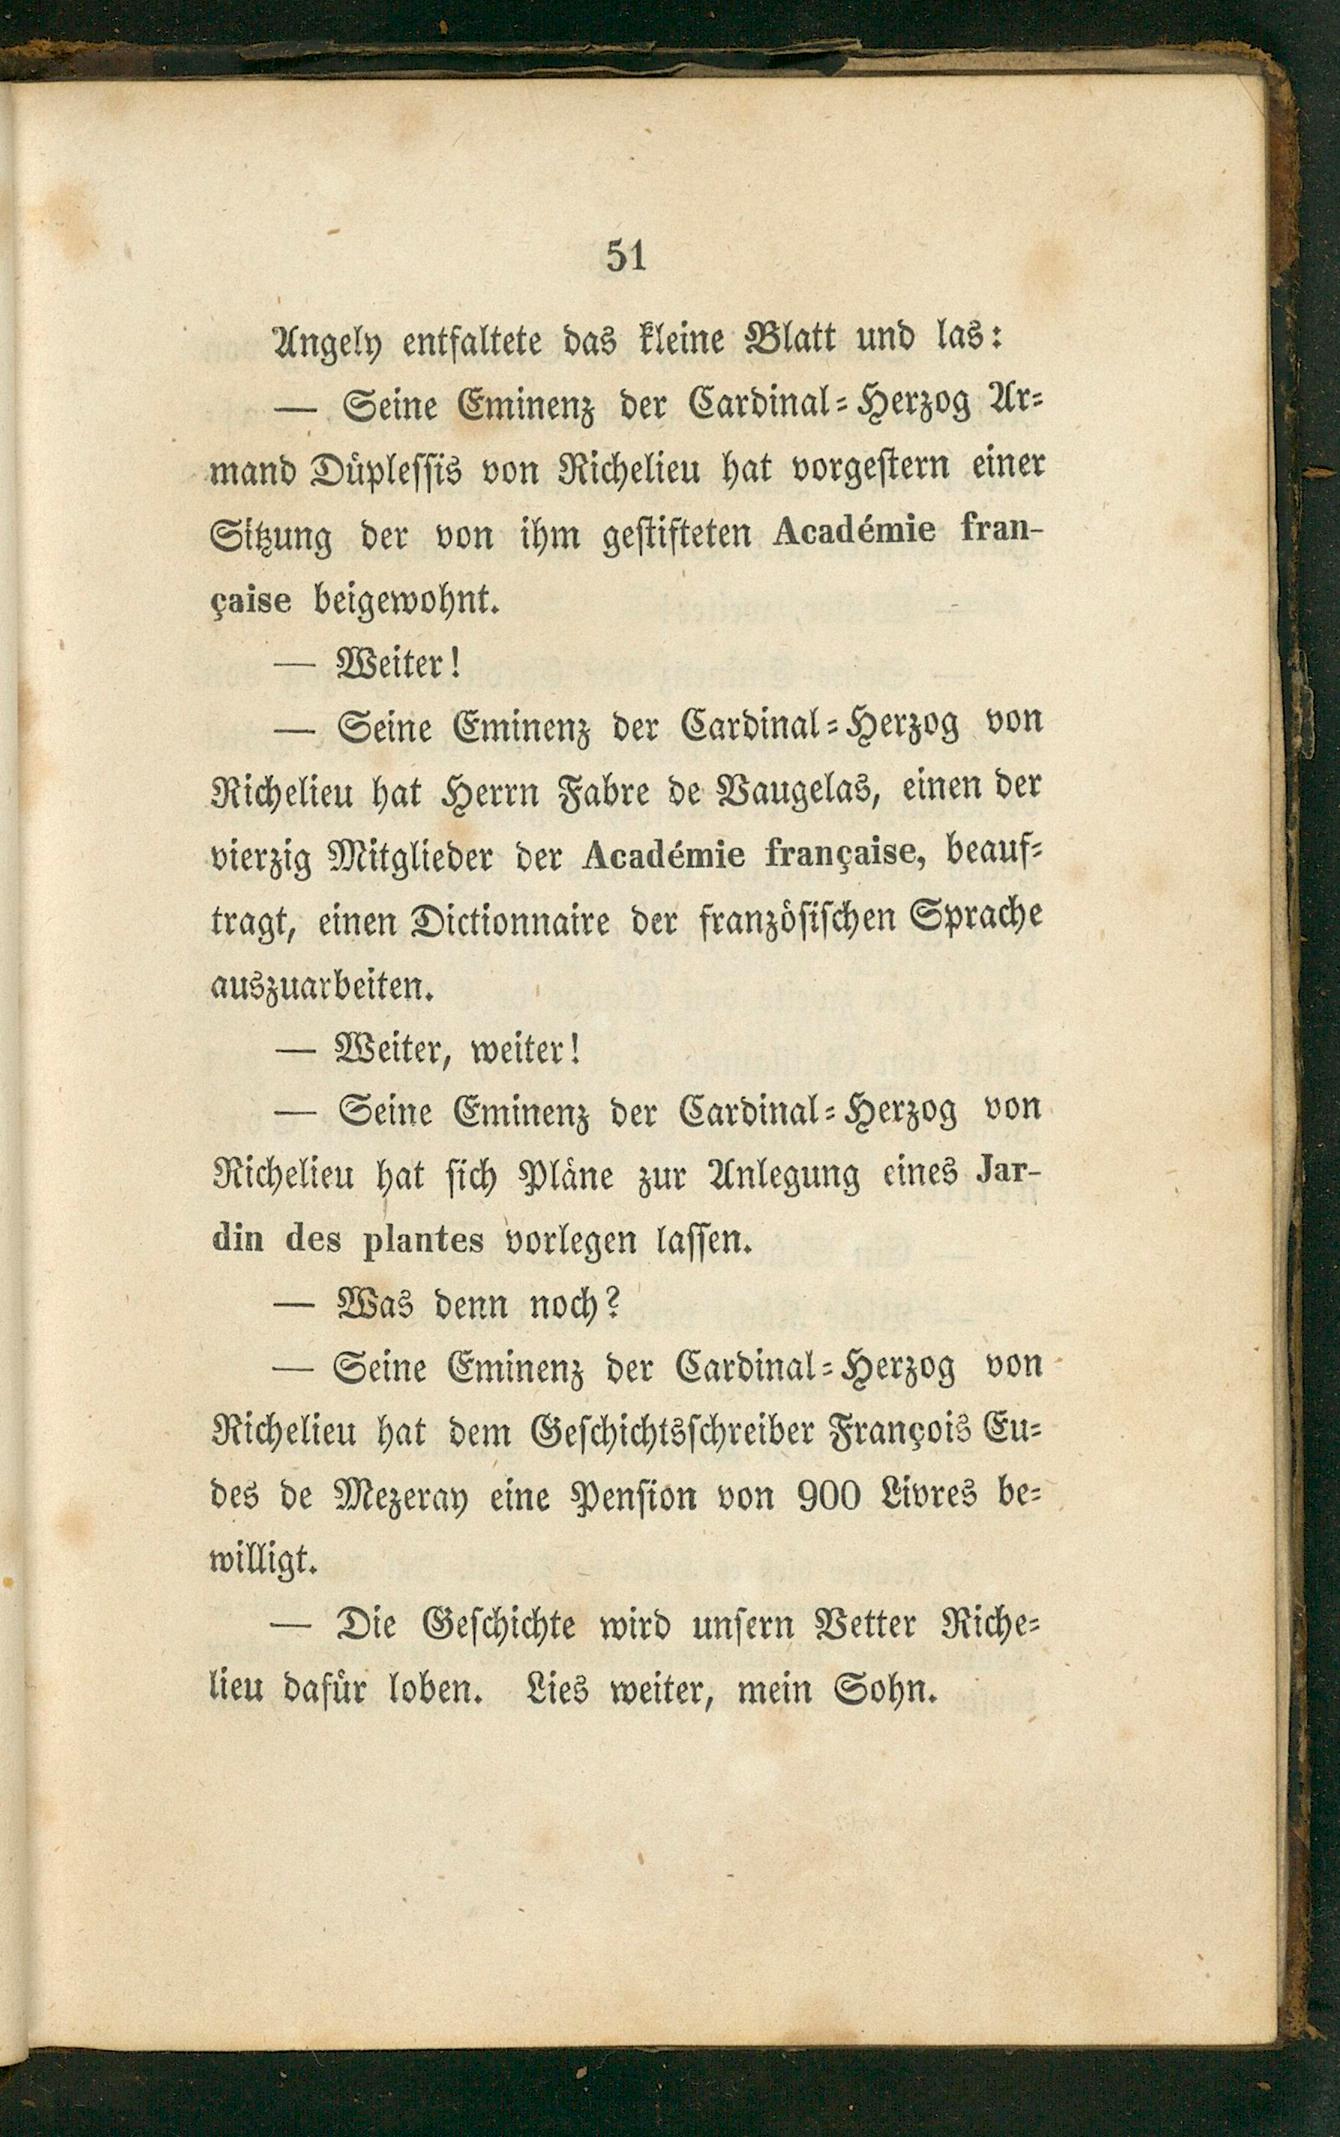 51
Angely entfaltete das kleine Blatt und las:
— Seine Eminenz der Cardinal=Herzog Ar=
mand Düplessis von Richelieu hat vorgestern einer
Sitzung der von ihm gestifteten Académie fran-
çaise beigewohnt.
— Weiter!
— Seine Eminenz der Cardinal=Herzog von
Richelieu hat Herrn Fabre de Vaugelas, einen der
vierzig Mitglieder der Académie française, beauf=
tragt, einen Dictionnaire der französischen Sprache
auszuarbeiten.
— Weiter, weiter!
— Seine Eminenz der Cardinal=Herzog von
Richelieu hat sich Pläne zur Anlegung eines Jar-
din des plantes vorlegen lassen.
— Was denn noch?
— Seine Eminenz der Cardinal=Herzog von
Richelieu hat dem Geschichtsschreiber François Eu=
des de Mezeray eine Pension von 900 Livres be=
willigt.
— Die Geschichte wird unsern Vetter Riche=
lieu dafür loben. Lies weiter, mein Sohn.